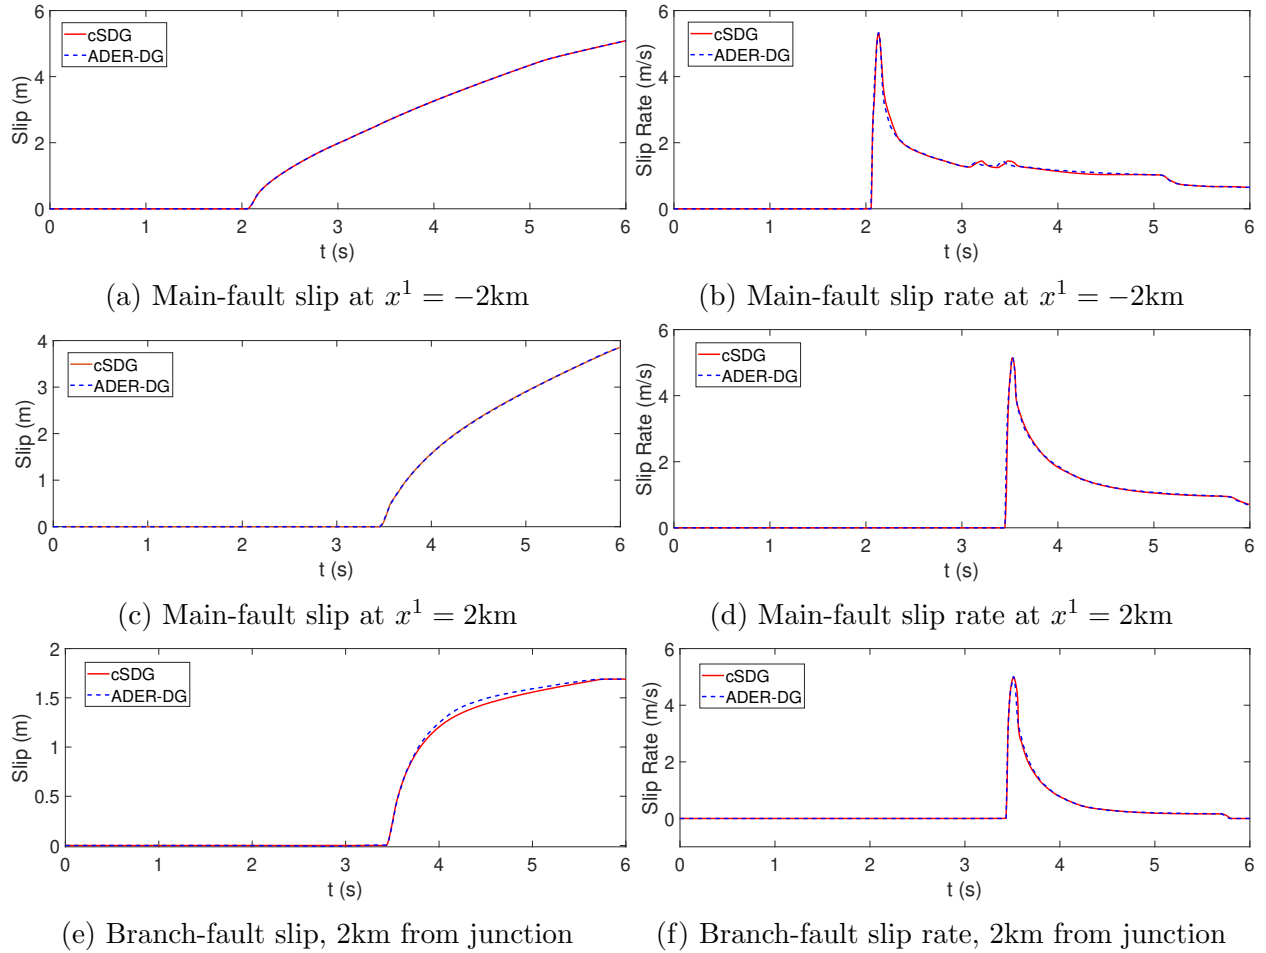 6
4
2
0
Slip (m)
cSDG
ADER-DG
0 1 2 3 4 5 6
t (s)
(a) Main-fault slip at x¹ = −2km
6
4
2
0
Slip Rate (m/s)
cSDG
ADER-DG
0 1 2 3 4 5 6
t (s)
(b) Main-fault slip rate at x¹ = −2km
4
3
2
1
0
Slip (m)
cSDG
ADER-DG
0 1 2 3 4 5 6
t (s)
(c) Main-fault slip at x¹ = 2km
6
4
2
0
Slip Rate (m/s)
cSDG
ADER-DG
0 1 2 3 4 5 6
t (s)
(d) Main-fault slip rate at x¹ = 2km
2
1.5
1
0.5
0
Slip (m)
cSDG
ADER-DG
0 1 2 3 4 5 6
t (s)
(e) Branch-fault slip, 2km from junction
6
4
2
0
Slip Rate (m/s)
cSDG
ADER-DG
0 1 2 3 4 5 6
t (s)
(f) Branch-fault slip rate, 2km from junction